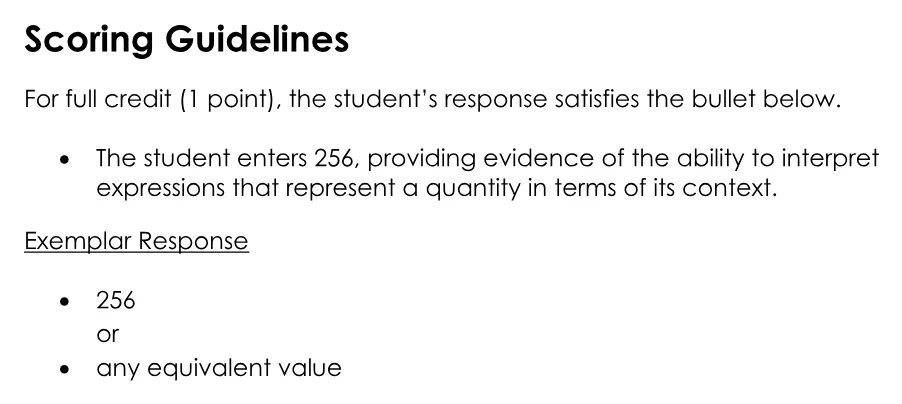 Scoring Guidelines
For full credit (1 point), the student’s response satisfies the bullet below.
• The student enters 256, providing evidence of the ability to interpret
expressions that represent a quantity in terms of its context.
Exemplar Response
• 256
or
• any equivalent value